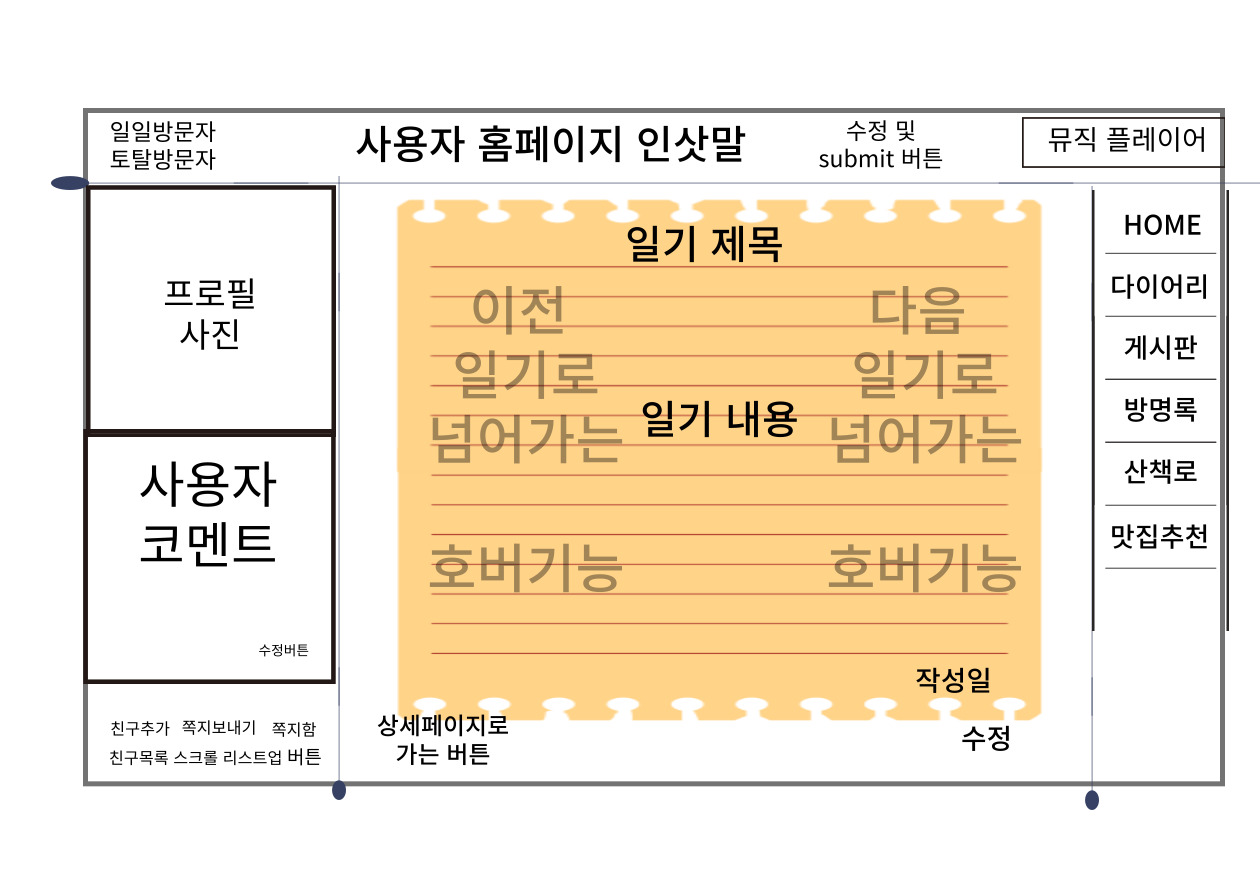 일일방문자
토탈방문자
사용자 홈페이지 인삿말
수정 및
submit 버튼
뮤직 플레이어
프로필
사진
사용자
코멘트
수정버튼
친구추가 쪽지보내기 쪽지함
친구목록 스크롤 리스트업 버튼
일기 제목
이전
일기로
넘어가는
호버기능
일기 내용
다음
일기로
넘어가는
호버기능
작성일
상세페이지로
가는 버튼
수정
HOME
다이어리
게시판
방명록
산책로
맛집추천